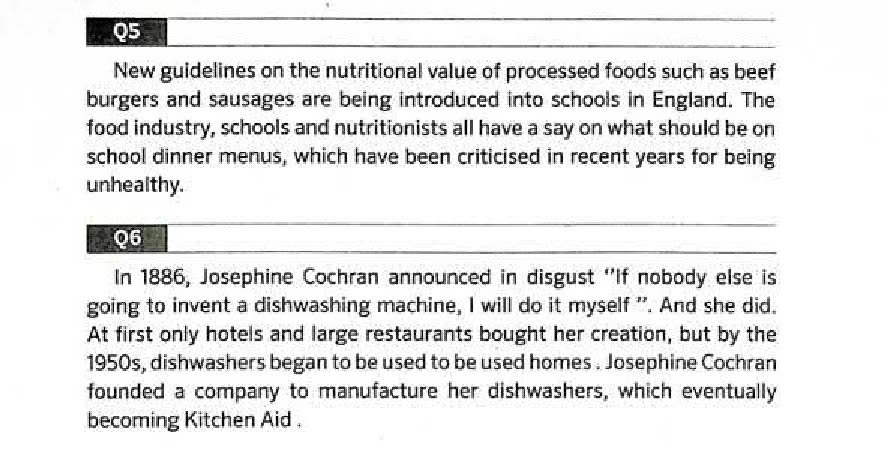 Q5
New guidelines on the nutritional value of processed foods such as beef
burgers and sausages are being introduced into schools in England. The
food industry, schools and nutritionists all have a say on what should be on
school dinner menus, which have been criticised in recent years for being
unhealthy.
Q6
In 1886, Josephine Cochran announced in disgust "If nobody else is
going to invent a dishwashing machine, I will do it myself ". And she did.
At first only hotels and large restaurants bought her creation, but by the
1950s, dishwashers began to be used to be used homes . Josephine Cochran
founded a company to manufacture her dishwashers, which eventually
becoming Kitchen Aid .